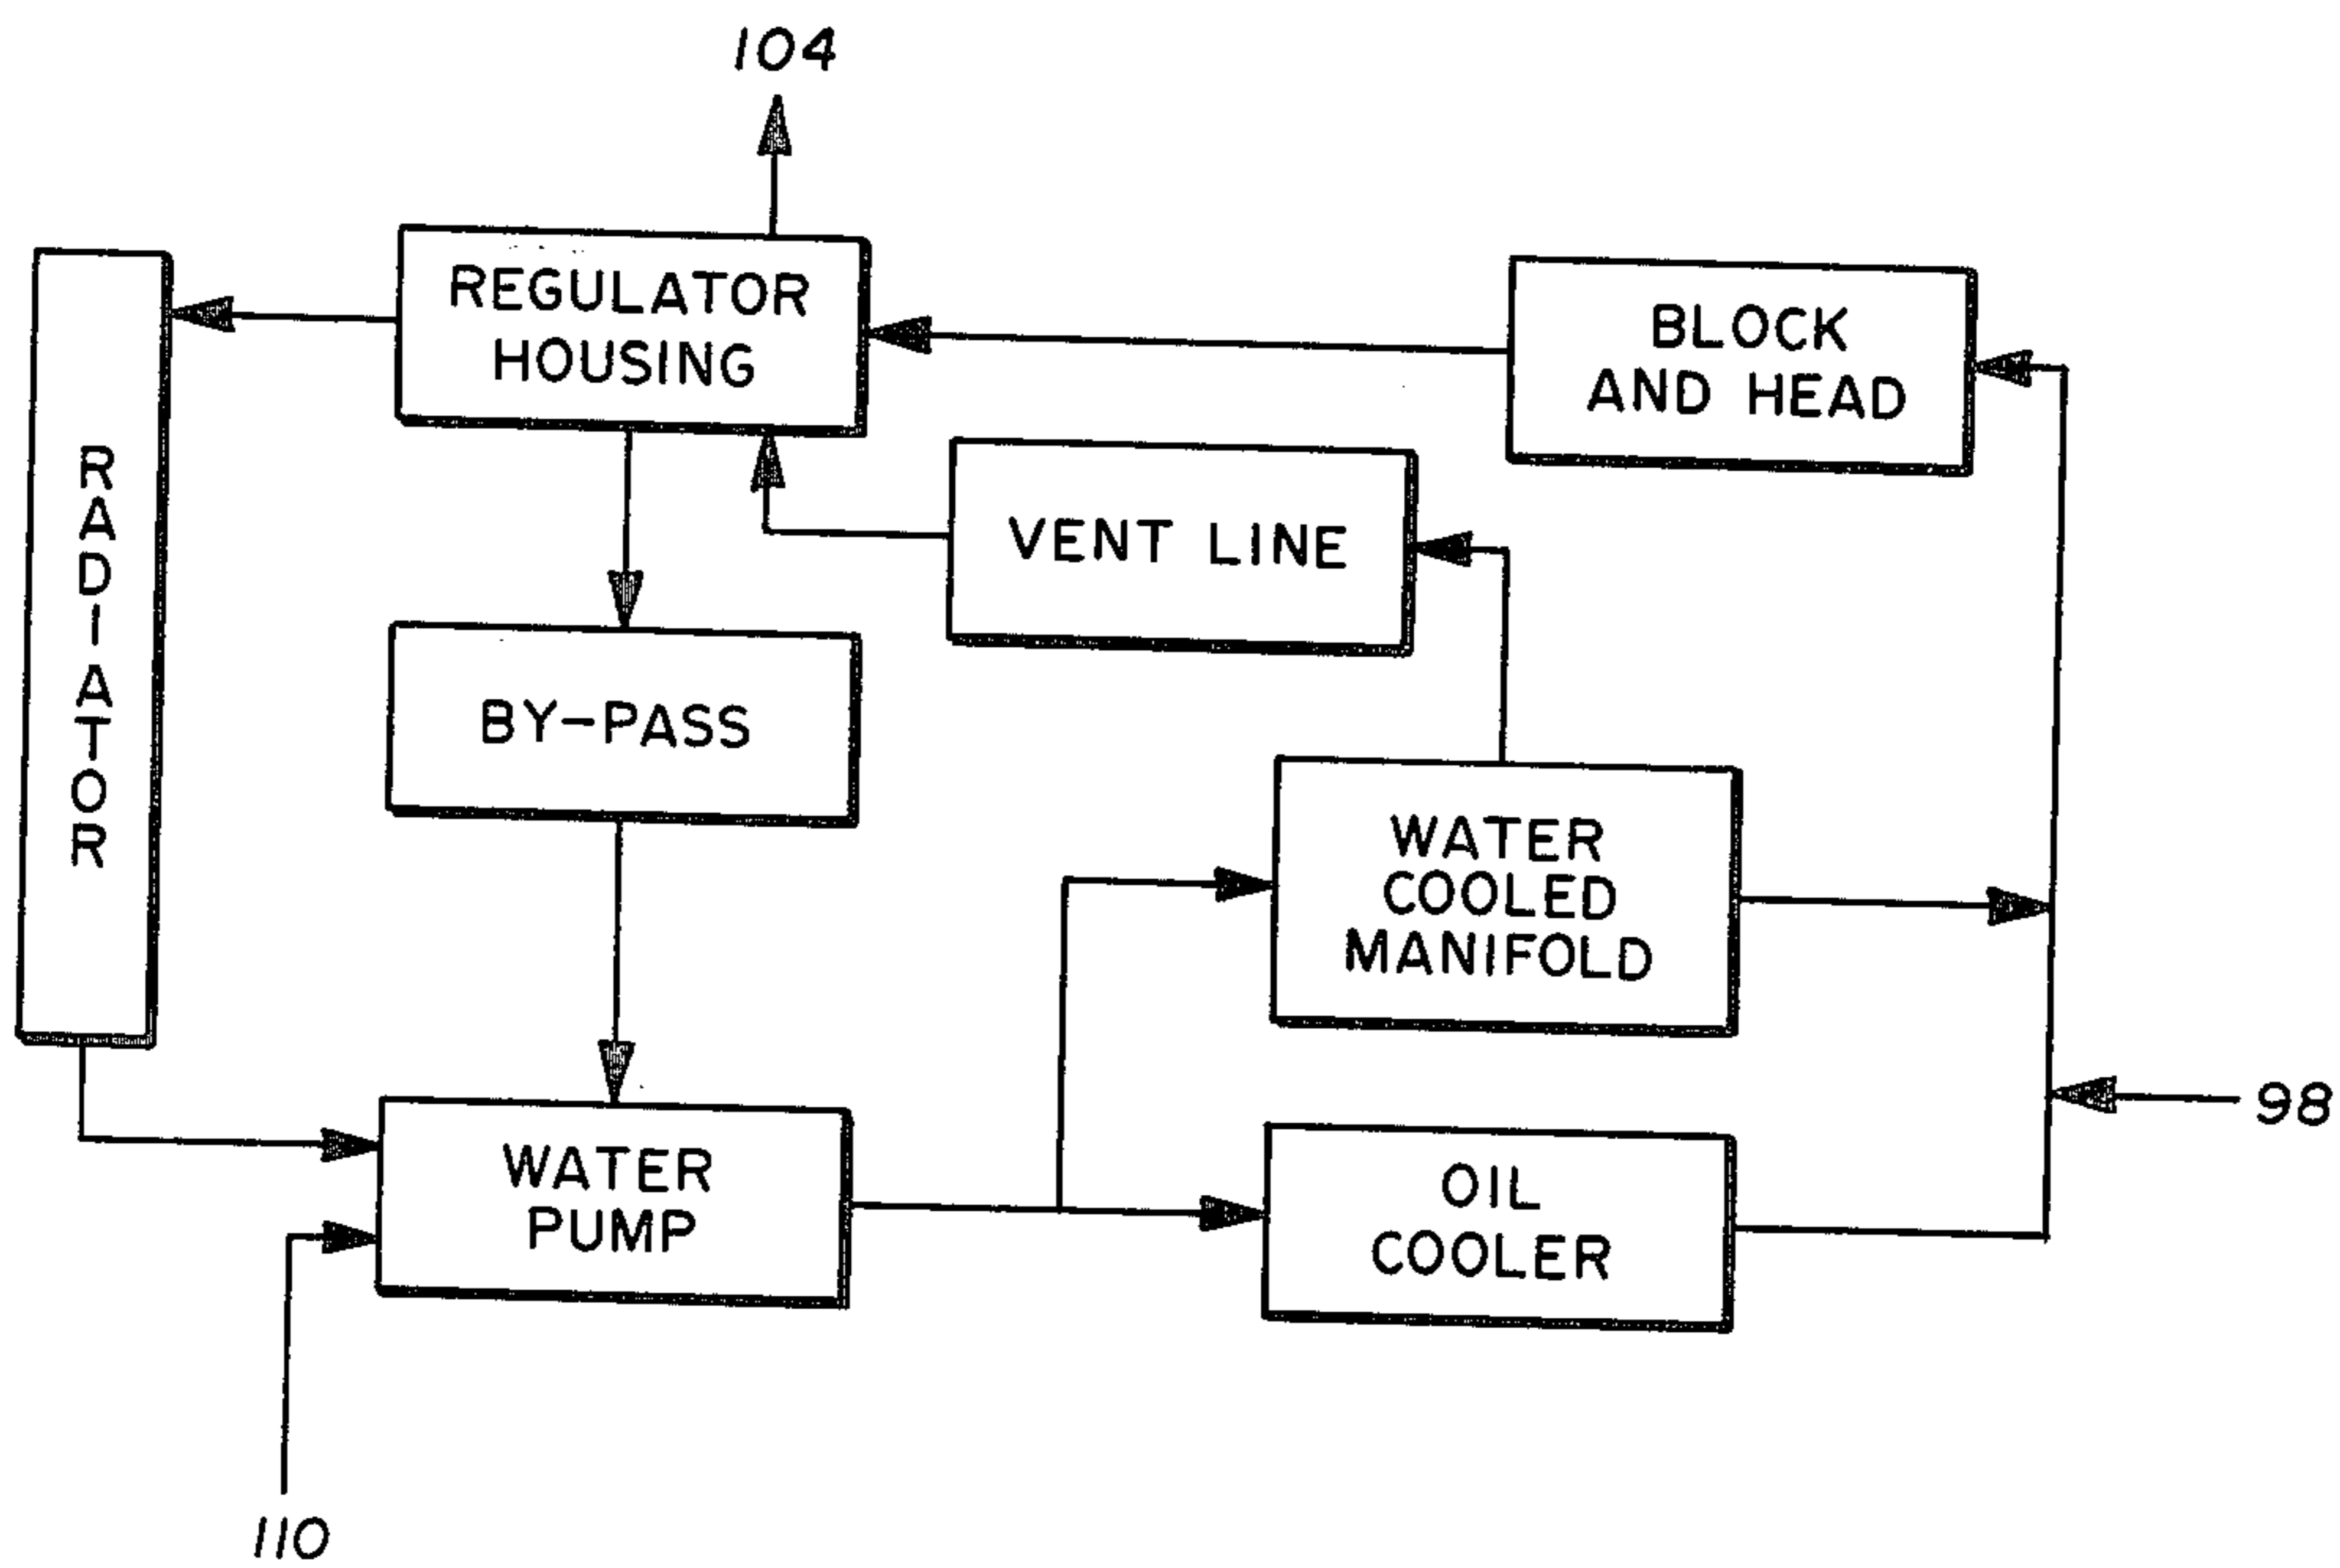 104
REGULATOR
HOUSING
BLOCK
AND HEAD
RADIATOR
VENT LINE
BY-PASS
WATER
COOLED
MANIFOLD
98
WATER
PUMP
OIL
COOLER
110